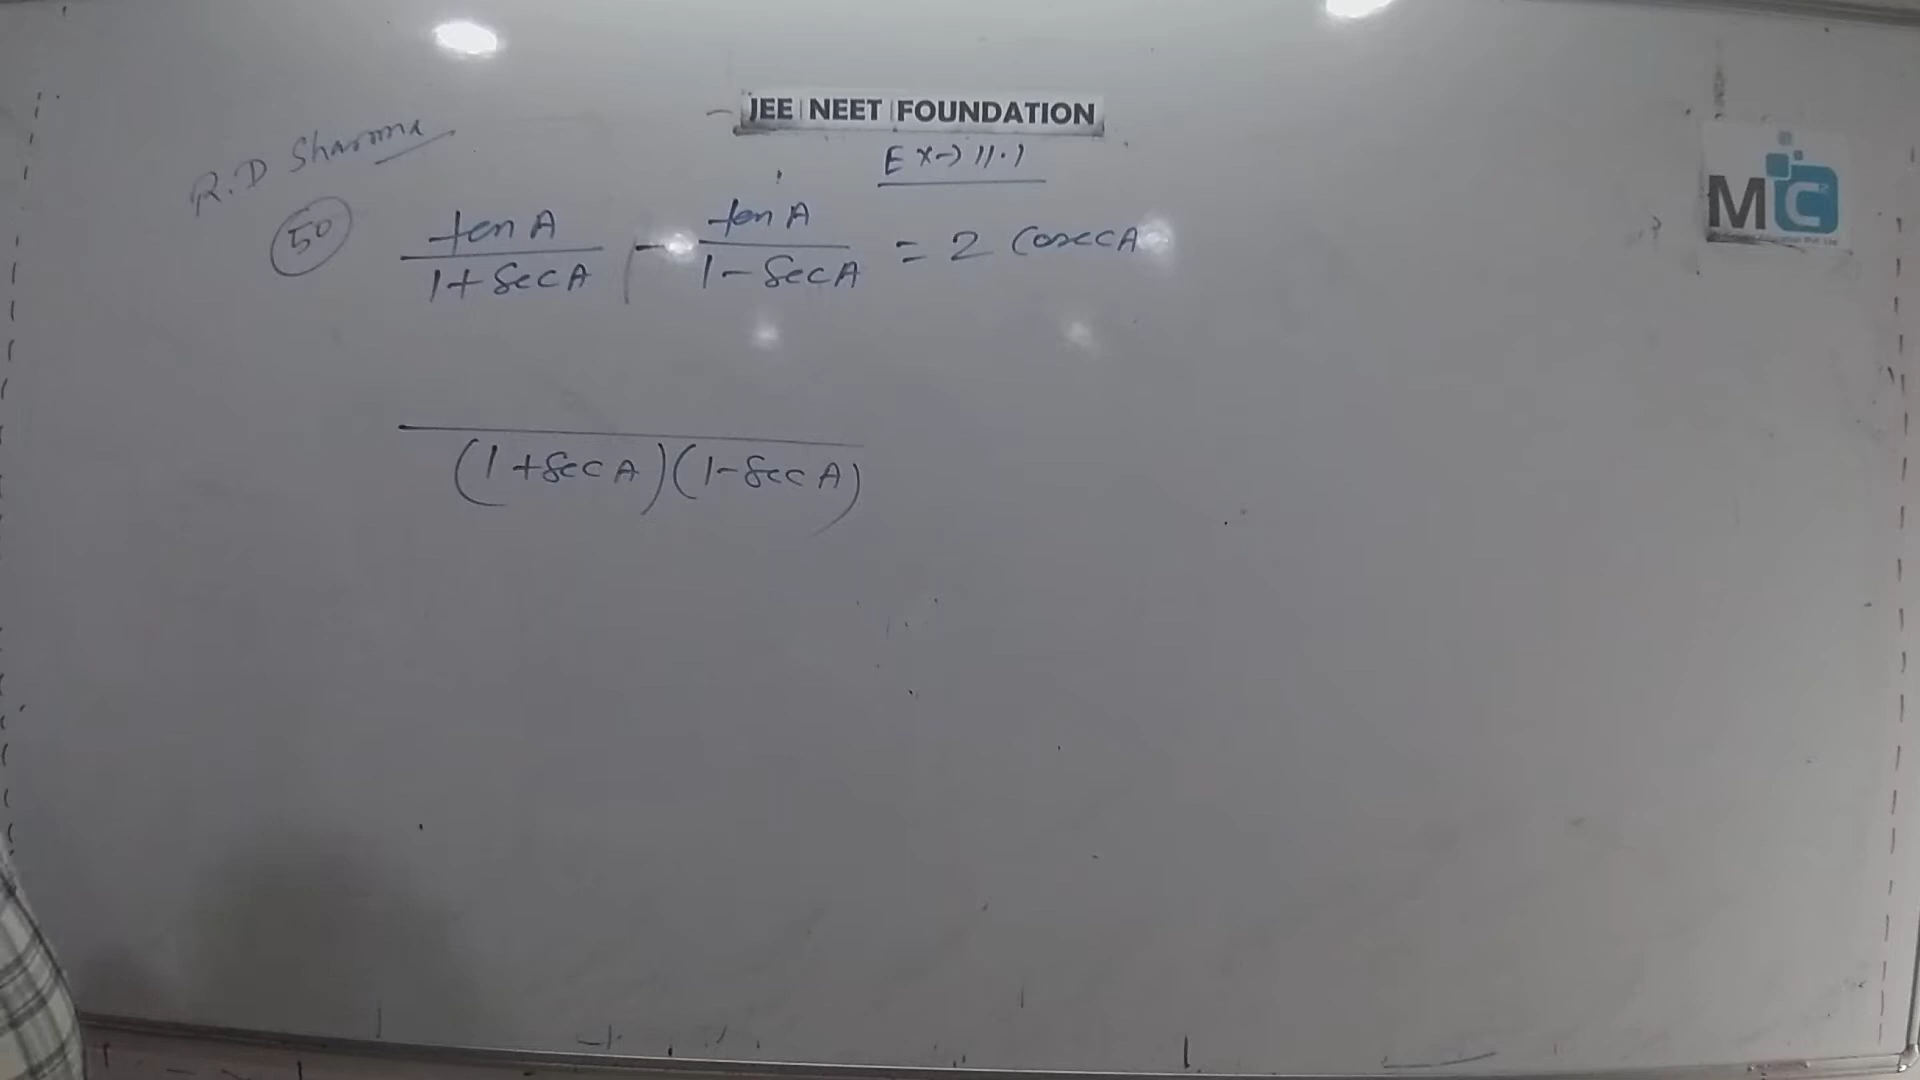 JEE | NEET | FOUNDATION
R.D Sharma
Ex→ 11.1
50 tan A / 1 + Sec A - tan A / 1 - Sec A = 2 Cosec A
(1 + Sec A) (1 - Sec A)
MC²